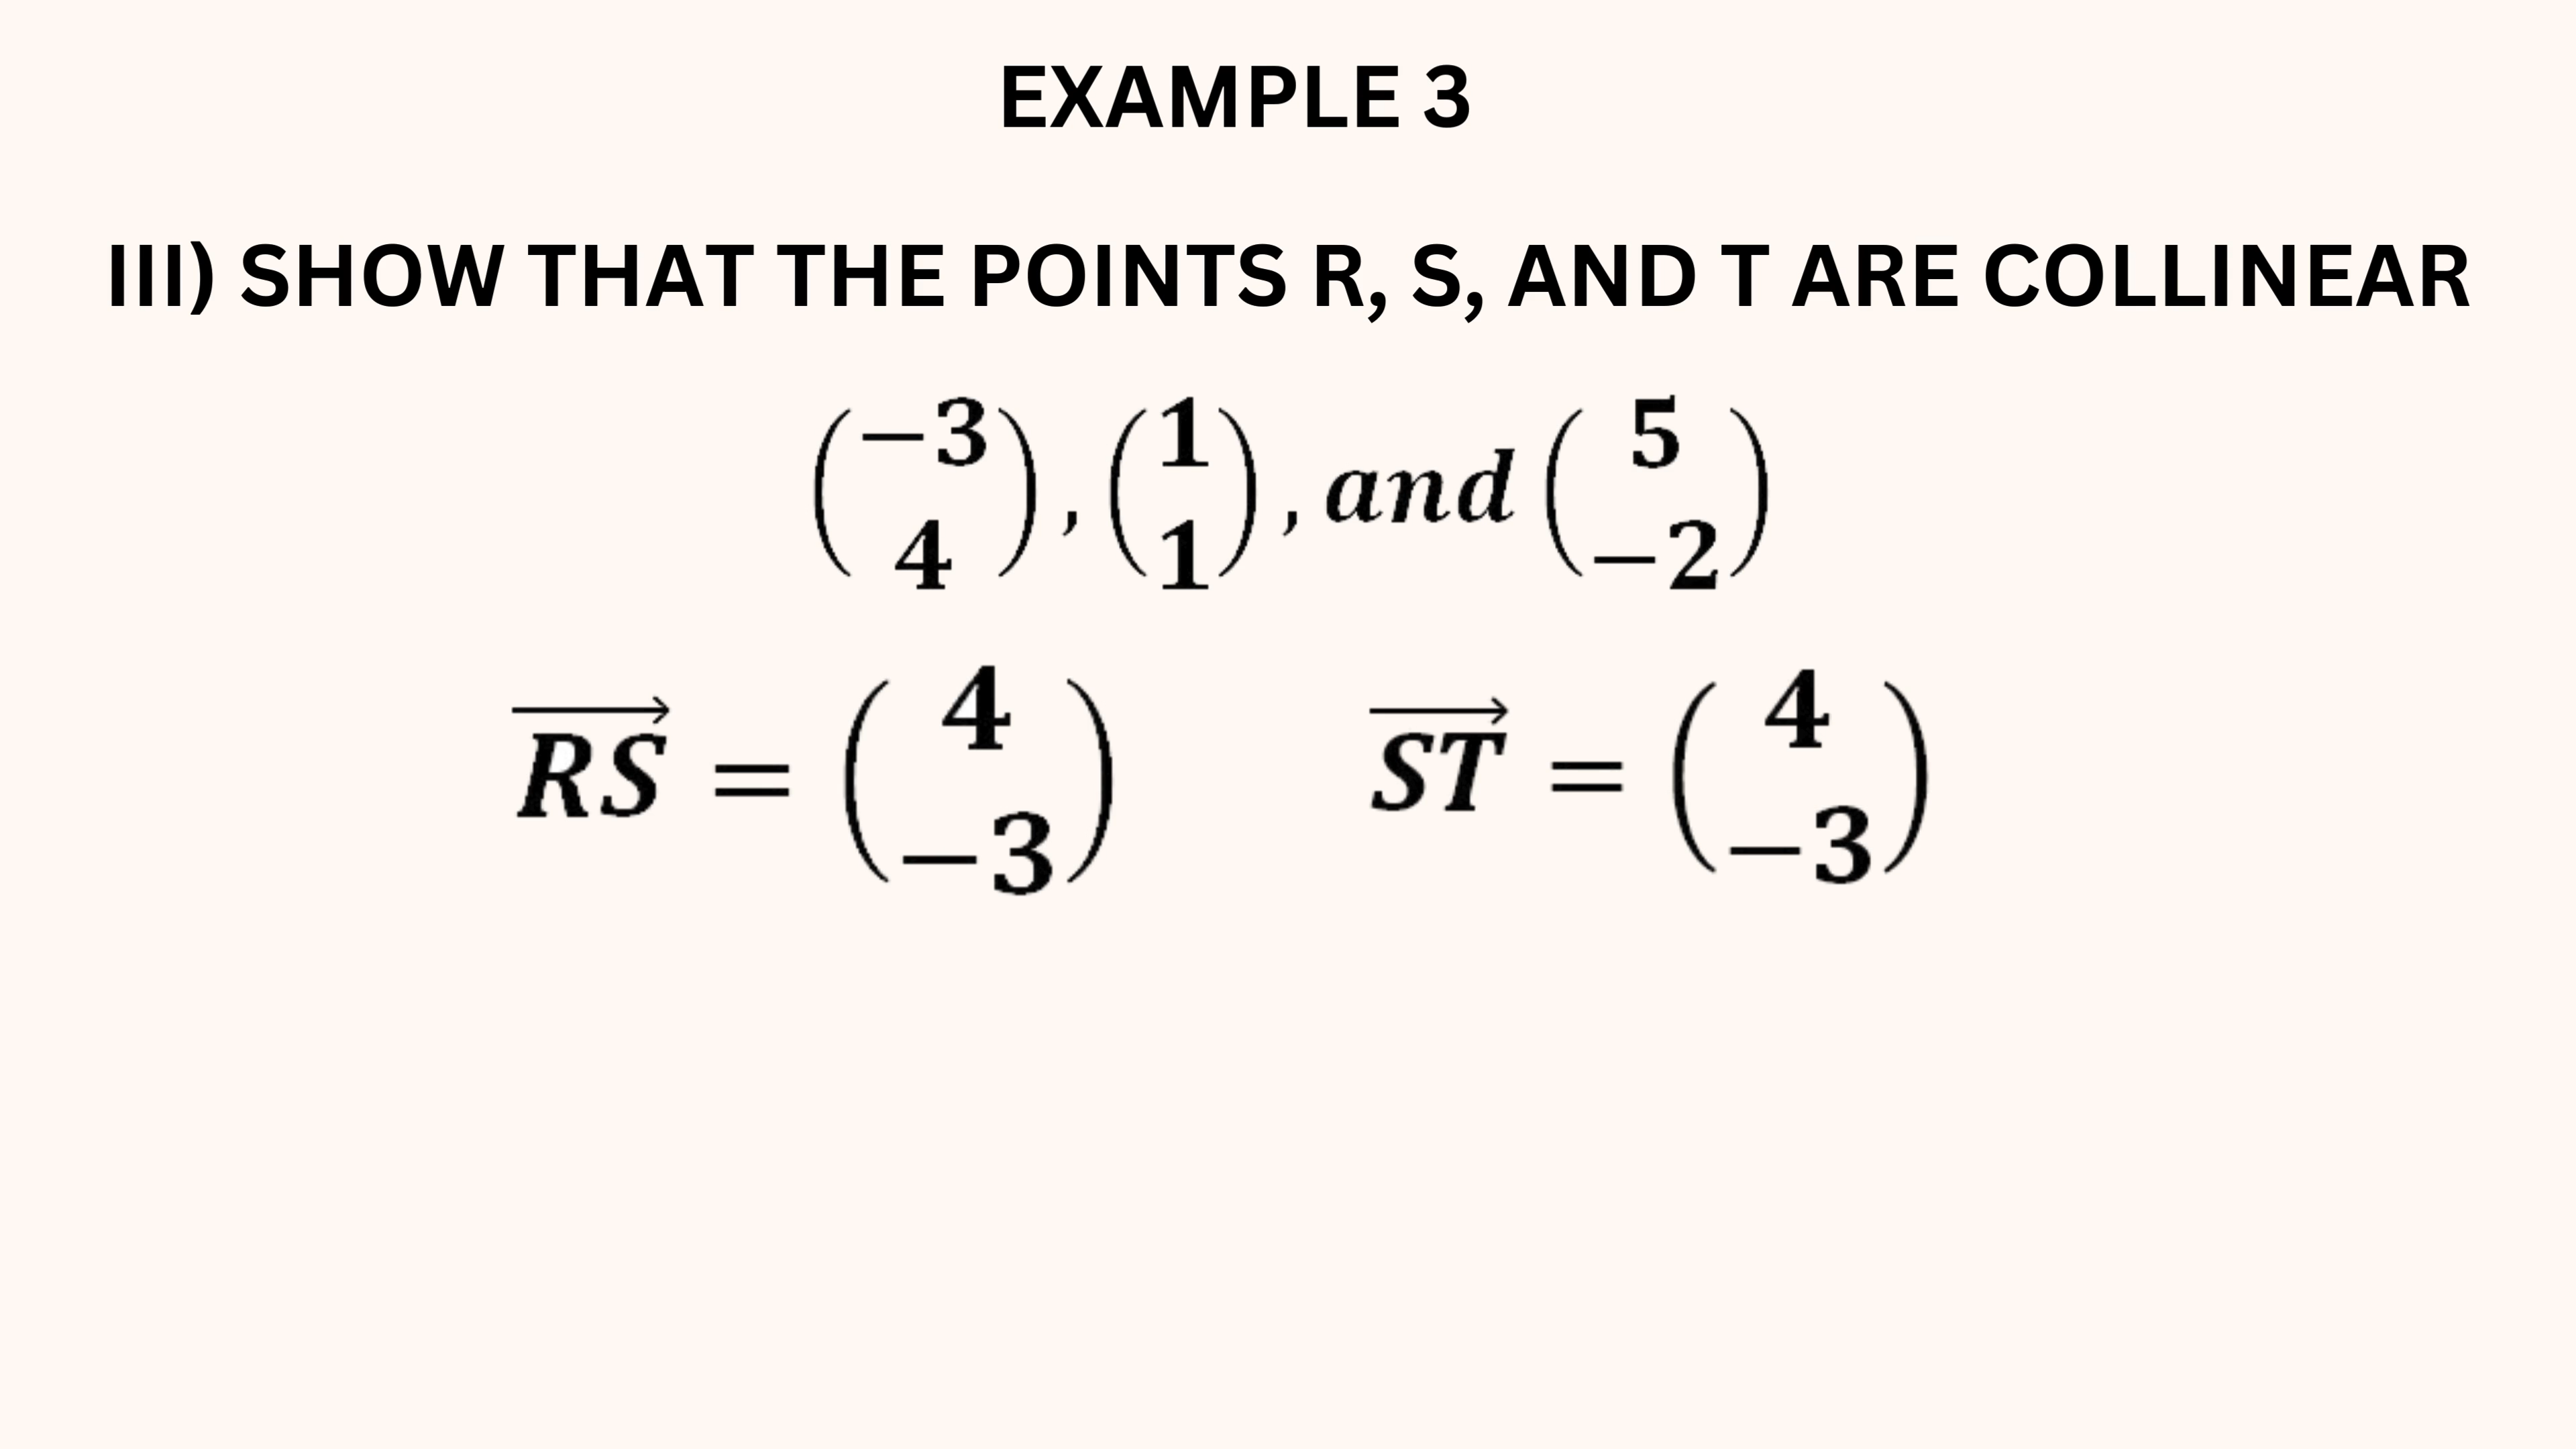 EXAMPLE 3
III) SHOW THAT THE POINTS R, S, AND T ARE COLLINEAR
(−3 4), (1 1), and (5 −2)
RS = (4 −3) ST = (4 −3)